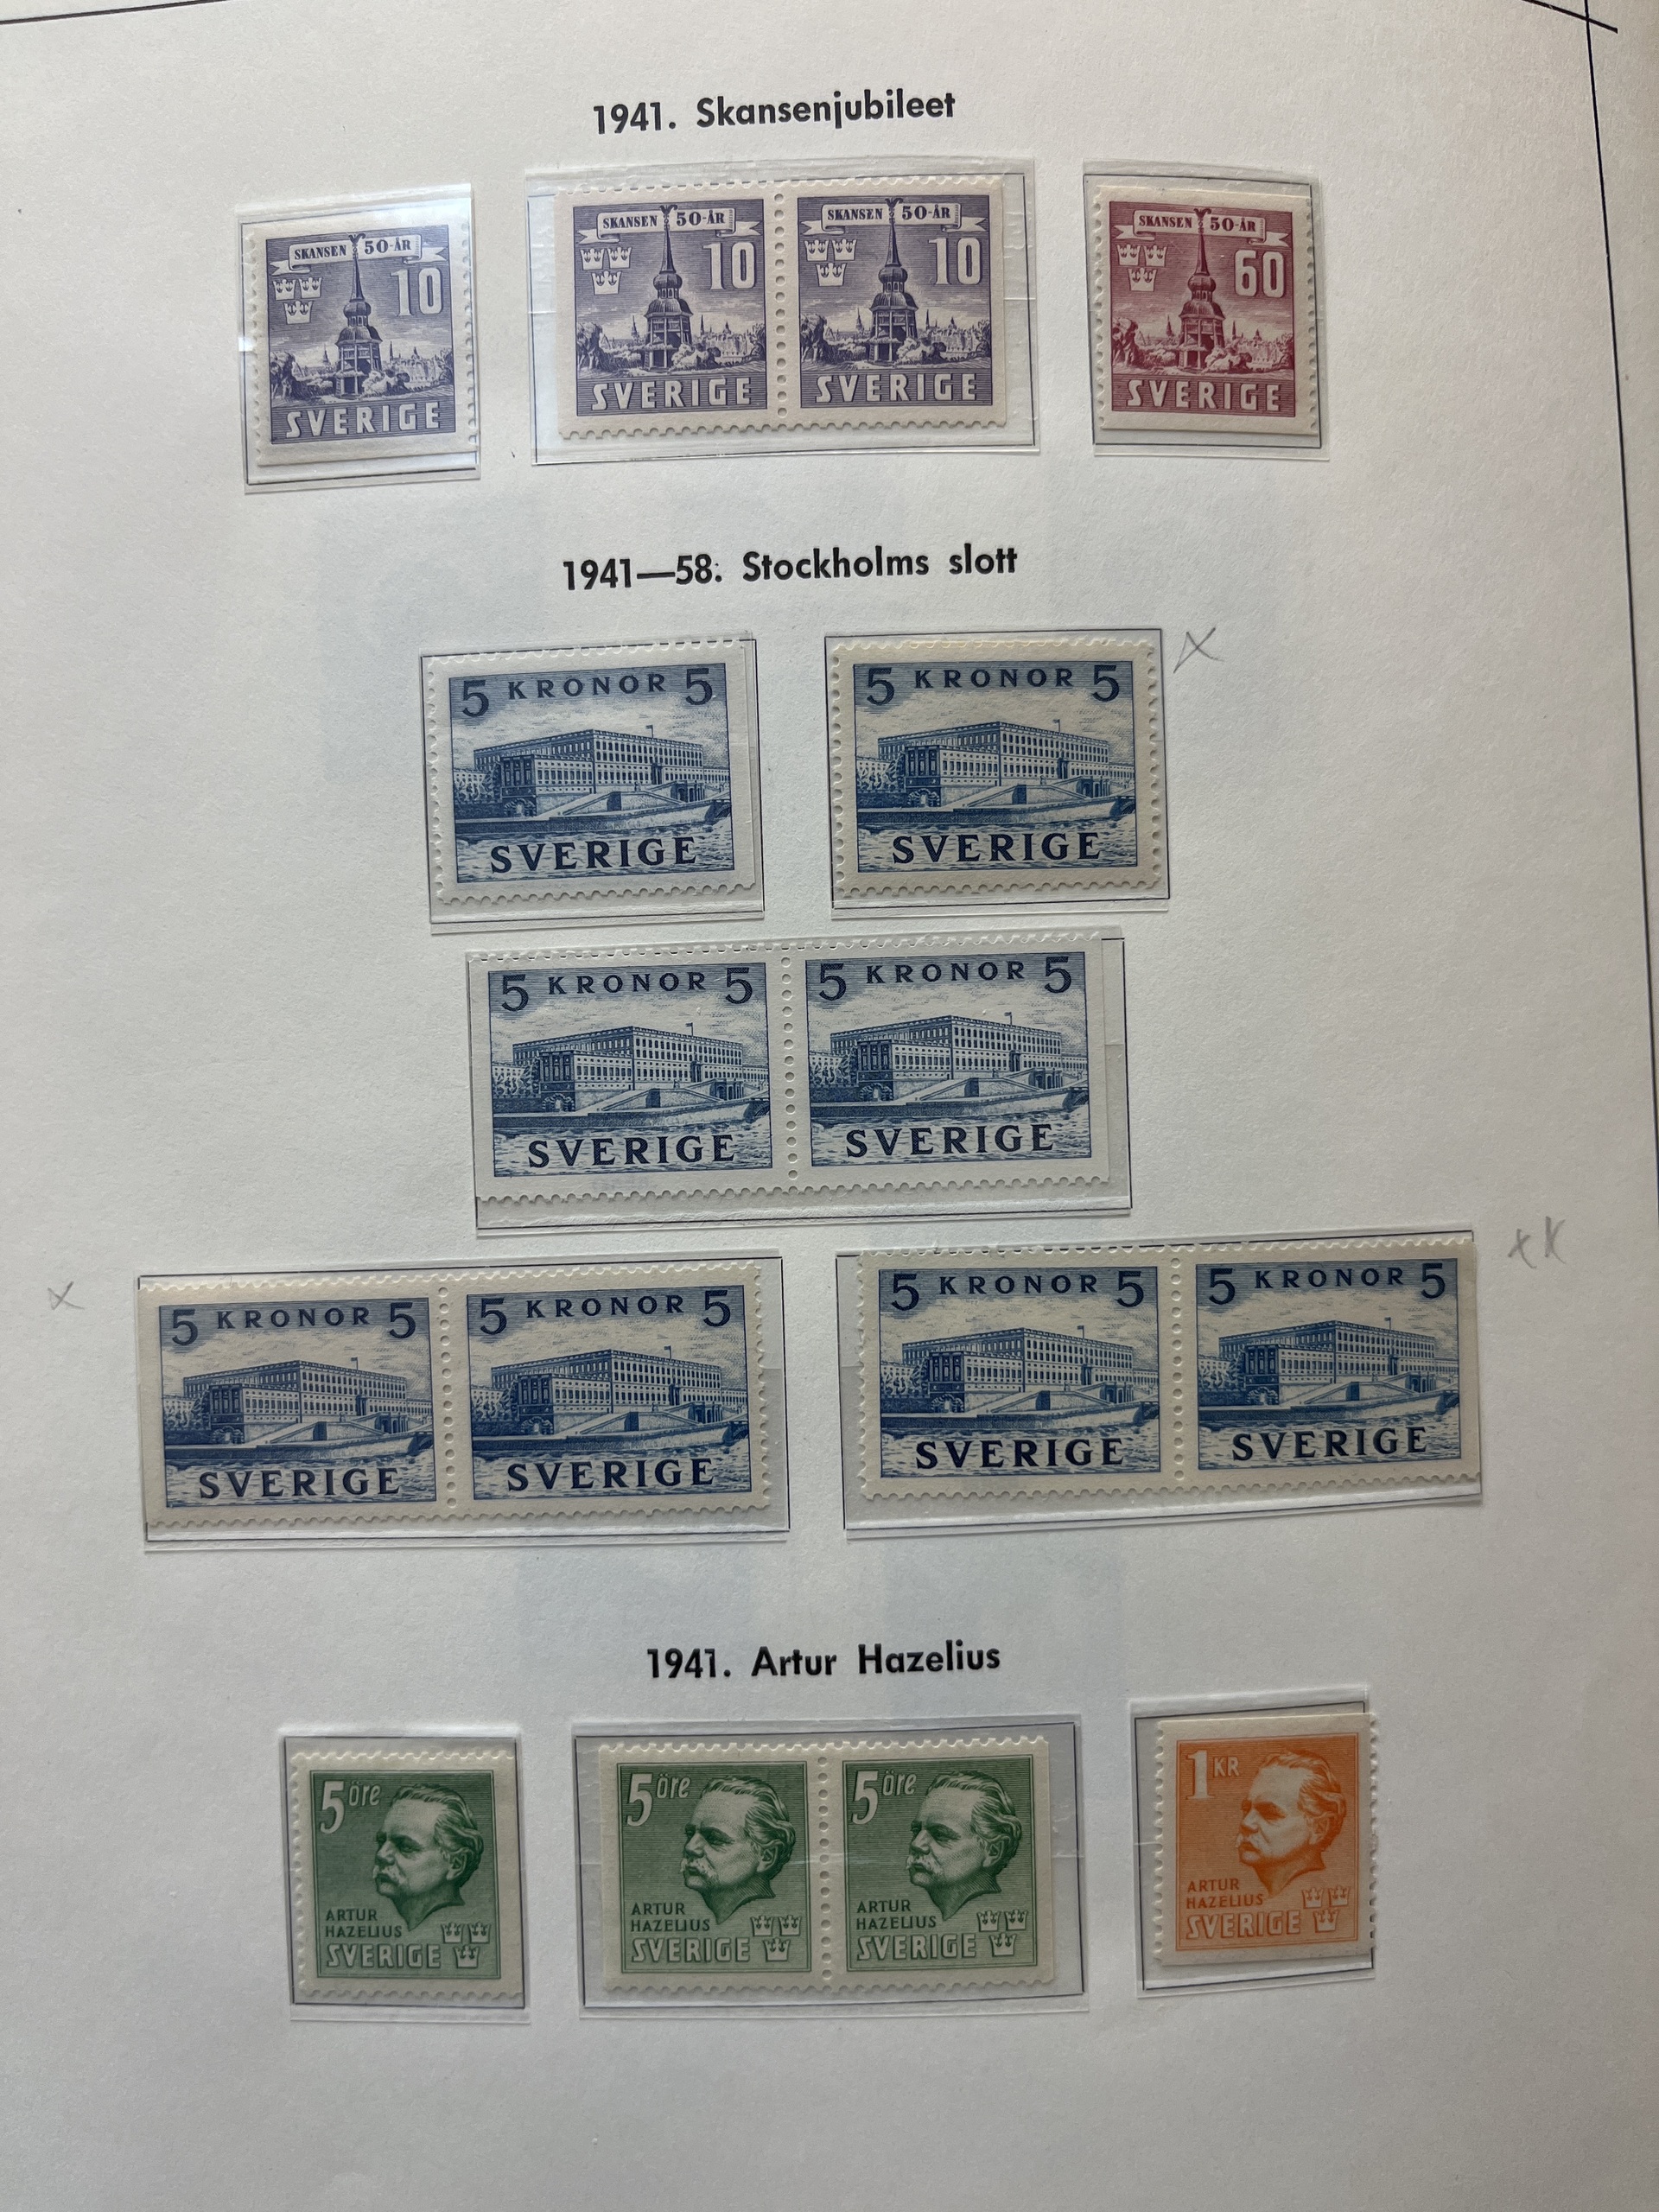 1941. Skansenjubileet
SKANSEN 50-ÅR
10
SVERIGE
SKANSEN 50-ÅR
10
SVERIGE
SKANSEN 50-ÅR
10
SVERIGE
SKANSEN 50-ÅR
60
SVERIGE
1941—58. Stockholms slott
5 KRONOR 5
SVERIGE
5 KRONOR 5
SVERIGE
x
5 KRONOR 5
SVERIGE
5 KRONOR 5
SVERIGE
x
5 KRONOR 5
SVERIGE
5 KRONOR 5
SVERIGE
5 KRONOR 5
SVERIGE
5 KRONOR 5
SVERIGE
xx
1941. Artur Hazelius
5 öre
ARTUR
HAZELIUS
SVERIGE
5 öre
ARTUR
HAZELIUS
SVERIGE
5 öre
ARTUR
HAZELIUS
SVERIGE
1 KR
ARTUR
HAZELIUS
SVERIGE